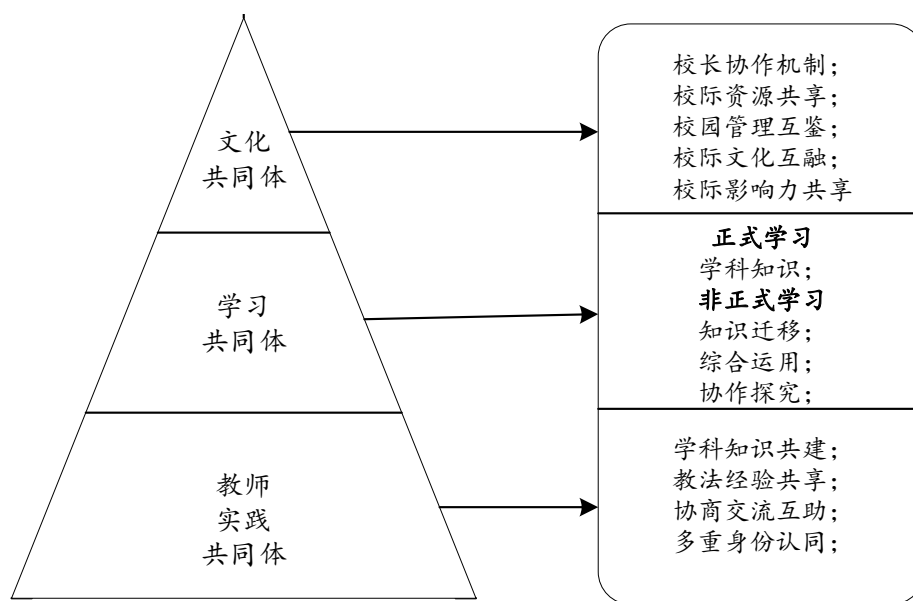 文化
共同体
校长协作机制；
校际资源共享；
校园管理互鉴；
校际文化互融；
校际影响力共享
学习
共同体
正式学习
学科知识；
非正式学习
知识迁移；
综合运用；
协作探究；
教师
实践
共同体
学科知识共建；
教法经验共享；
协商交流互助；
多重身份认同；